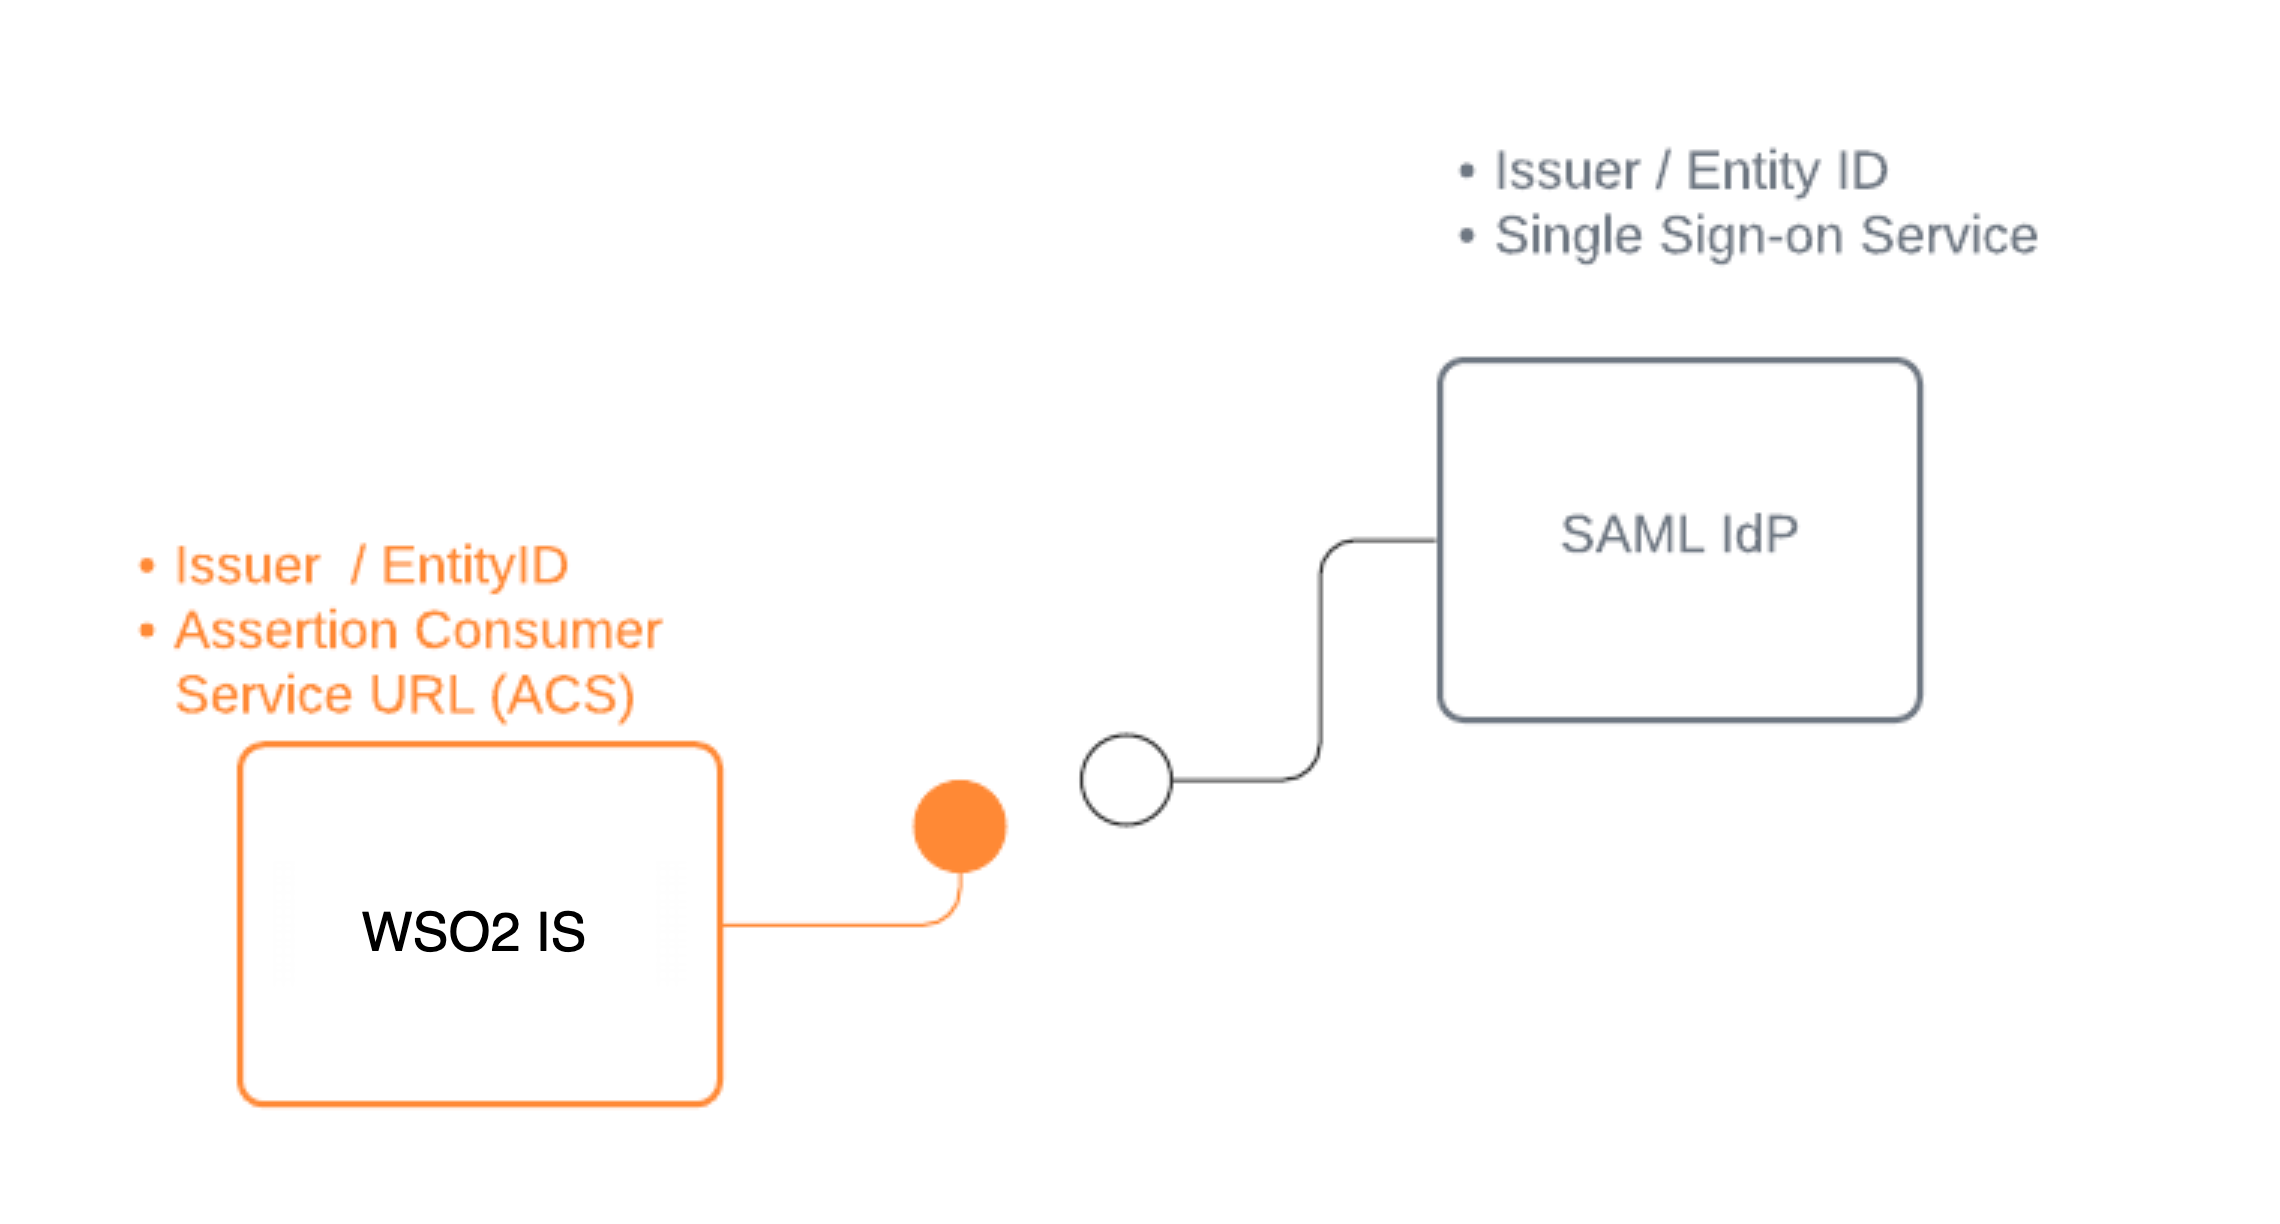 • Issuer / Entity ID
• Single Sign-on Service
SAML IdP
• Issuer  / EntityID
• Assertion Consumer
Service URL (ACS)
WSO2 IS